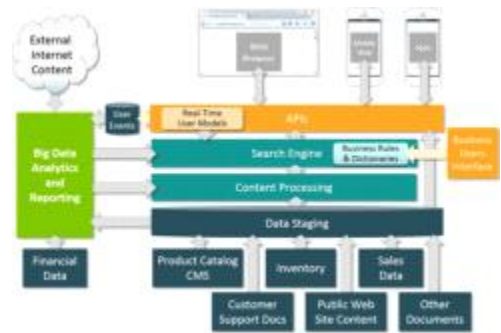 External
Internet
Content
Web
Browser
Mobile
Web
Apps
User
Events
Real-Time
User Models
APIs
Big Data
Analytics
and
Reporting
Search Engine
Business Rules
& Dictionaries
Business
Users
Interface
Content Processing
Data Staging
Financial
Data
Product Catalog
CMS
Inventory
Sales
Data
Customer
Support Docs
Public Web
Site Content
Other
Documents